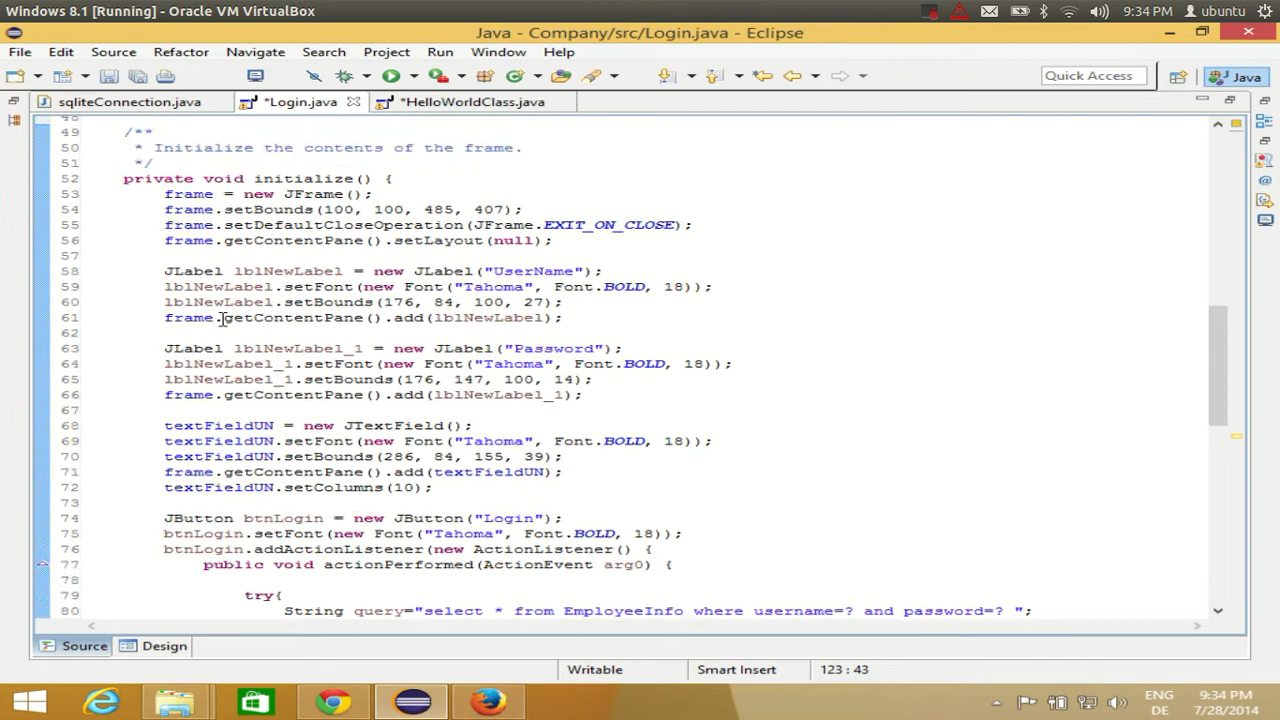 Windows 8.1 [Running] - Oracle VM VirtualBox
9:34 PM
ubuntu
Java - Company/src/Login.java - Eclipse
File Edit Source Refactor Navigate Search Project Run Window Help
Quick Access
Java
sqliteConnection.java
*Login.java
*HelloWorldClass.java
48
49 /**
50 * Initialize the contents of the frame.
51 */
52 private void initialize() {
53 frame = new JFrame();
54 frame.setBounds(100, 100, 485, 407);
55 frame.setDefaultCloseOperation(JFrame.EXIT_ON_CLOSE);
56 frame.getContentPane().setLayout(null);
57
58 JLabel lblNewLabel = new JLabel("UserName");
59 lblNewLabel.setFont(new Font("Tahoma", Font.BOLD, 18));
60 lblNewLabel.setBounds(176, 84, 100, 27);
61 frame.getContentPane().add(lblNewLabel);
62
63 JLabel lblNewLabel_1 = new JLabel("Password");
64 lblNewLabel_1.setFont(new Font("Tahoma", Font.BOLD, 18));
65 lblNewLabel_1.setBounds(176, 147, 100, 14);
66 frame.getContentPane().add(lblNewLabel_1);
67
68 textFieldUN = new JTextField();
69 textFieldUN.setFont(new Font("Tahoma", Font.BOLD, 18));
70 textFieldUN.setBounds(286, 84, 155, 39);
71 frame.getContentPane().add(textFieldUN);
72 textFieldUN.setColumns(10);
73
74 JButton btnLogin = new JButton("Login");
75 btnLogin.setFont(new Font("Tahoma", Font.BOLD, 18));
76 btnLogin.addActionListener(new ActionListener() {
77 public void actionPerformed(ActionEvent arg0) {
78
79 try{
80 String query="select * from EmployeeInfo where username=? and password=? ";
Source Design
Writable Smart Insert 123 : 43
ENG 9:34 PM
DE 7/28/2014